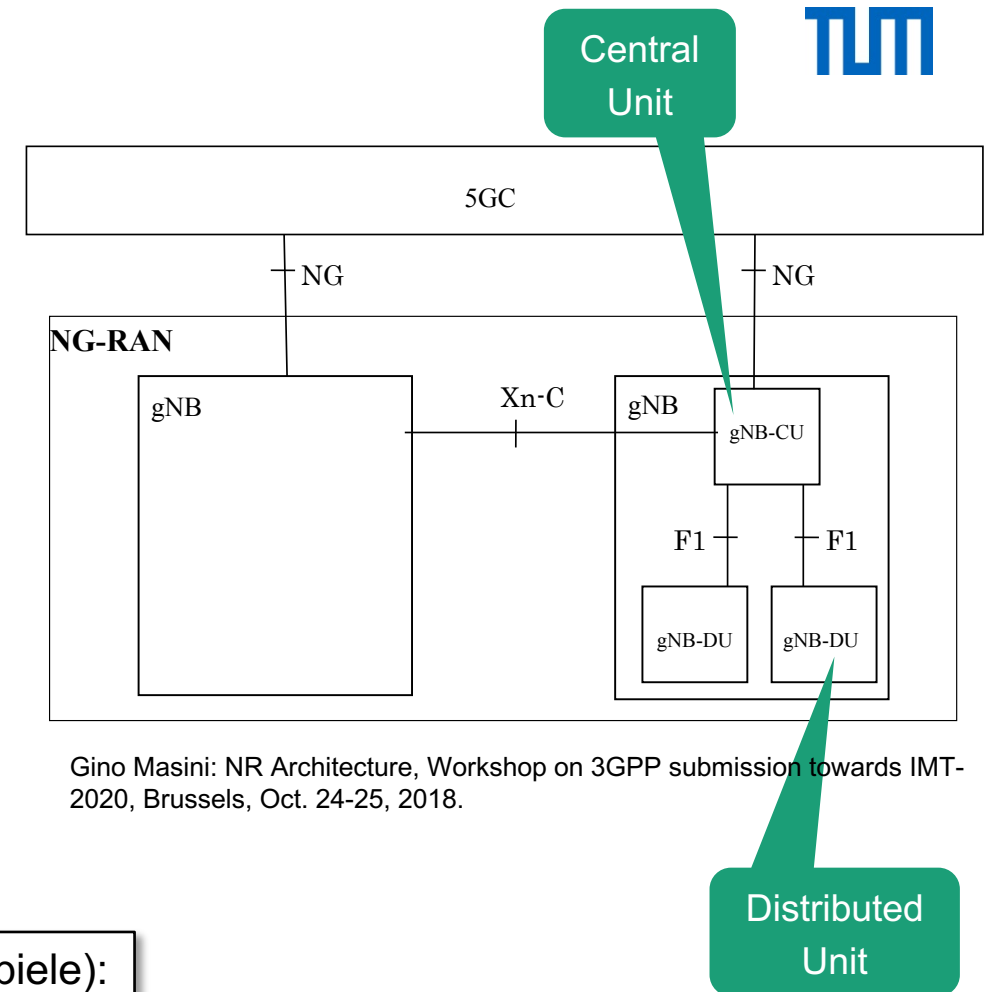 Central
Unit
TUM
5GC
NG
NG
NG-RAN
gNB
Xn-C
gNB
gNB-CU
F1
F1
gNB-DU
gNB-DU
Gino Masini: NR Architecture, Workshop on 3GPP submission towards IMT-
2020, Brussels, Oct. 24-25, 2018.
Distributed
Unit
piele):